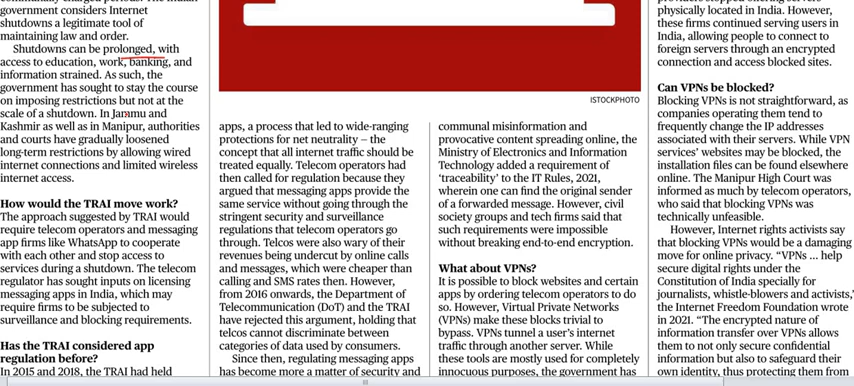 government considers Internet
shutdowns a legitimate tool of
maintaining law and order.
Shutdowns can be prolonged, with
access to education, work, banking, and
information strained. As such, the
government has sought to stay the course
on imposing restrictions but not at the
scale of a shutdown. In Jammu and
Kashmir as well as in Manipur, authorities
and courts have gradually loosened
long-term restrictions by allowing wired
internet connections and limited wireless
internet access.
How would the TRAI move work?
The approach suggested by TRAI would
require telecom operators and messaging
app firms like WhatsApp to cooperate
with each other and stop access to
services during a shutdown. The telecom
regulator has sought inputs on licensing
messaging apps in India, which may
require firms to be subjected to
surveillance and blocking requirements.
Has the TRAI considered app
regulation before?
In 2015 and 2018, the TRAI had held
ISTOCKPHOTO
apps, a process that led to wide-ranging
protections for net neutrality – the
concept that all internet traffic should be
treated equally. Telecom operators had
then called for regulation because they
argued that messaging apps provide the
same service without going through the
stringent security and surveillance
regulations that telecom operators go
through. Telcos were also wary of their
revenues being undercut by online calls
and messages, which were cheaper than
calling and SMS rates then. However,
from 2016 onwards, the Department of
Telecommunication (DoT) and the TRAI
have rejected this argument, holding that
telcos cannot discriminate between
categories of data used by consumers.
Since then, regulating messaging apps
has become more a matter of security and
communal misinformation and
provocative content spreading online, the
Ministry of Electronics and Information
Technology added a requirement of
‘traceability’ to the IT Rules, 2021,
wherein one can find the original sender
of a forwarded message. However, civil
society groups and tech firms said that
such requirements were impossible
without breaking end-to-end encryption.
What about VPNs?
It is possible to block websites and certain
apps by ordering telecom operators to do
so. However, Virtual Private Networks
(VPNs) make these blocks trivial to
bypass. VPNs tunnel a user’s internet
traffic through another server. While
these tools are mostly used for completely
innocuous purposes, the government has
physically located in India. However,
these firms continued serving users in
India, allowing people to connect to
foreign servers through an encrypted
connection and access blocked sites.
Can VPNs be blocked?
Blocking VPNs is not straightforward, as
companies operating them tend to
frequently change the IP addresses
associated with their servers. While VPN
services’ websites may be blocked, the
installation files can be found elsewhere
online. The Manipur High Court was
informed as much by telecom operators,
who said that blocking VPNs was
technically unfeasible.
However, Internet rights activists say
that blocking VPNs would be a damaging
move for online privacy. “VPNs ... help
secure digital rights under the
Constitution of India specially for
journalists, whistle-blowers and activists,’
the Internet Freedom Foundation wrote
in 2021. “The encrypted nature of
information transfer over VPNs allows
them to not only secure confidential
information but also to safeguard their
own identity, thus protecting them from